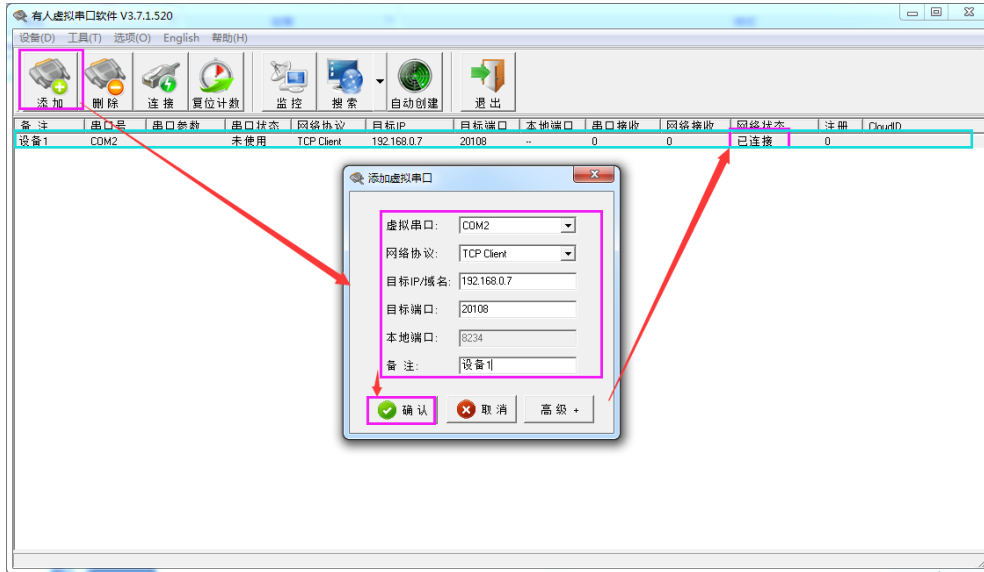 有人虚拟串口软件 V3.7.1.520
设备(D) 工具(T) 选项(O) English 帮助(H)
添加 删除 连接 复位计数 监控 搜索 自动创建 退出
备注 串口号 串口参数 串口状态 网络协议 目标IP 目标端口 本地端口 串口接收 网络接收 网络状态 注册 CloudID
设备1 COM2 未使用 TCP Client 192.168.0.7 20108 -- 0 0 已连接 0
添加虚拟串口
虚拟串口: COM2
网络协议: TCP Client
目标IP/域名: 192.168.0.7
目标端口: 20108
本地端口: 8234
备 注: 设备1
确认 取消 高级 +